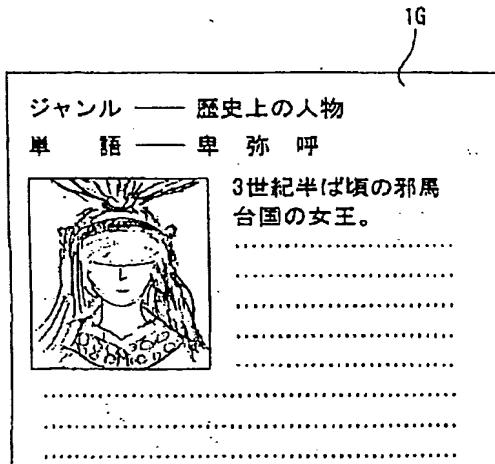 1G
ジャンル ── 歴史上の人物
単　語 ── 卑 弥 呼
3世紀半ば頃の邪馬
台国の女王。